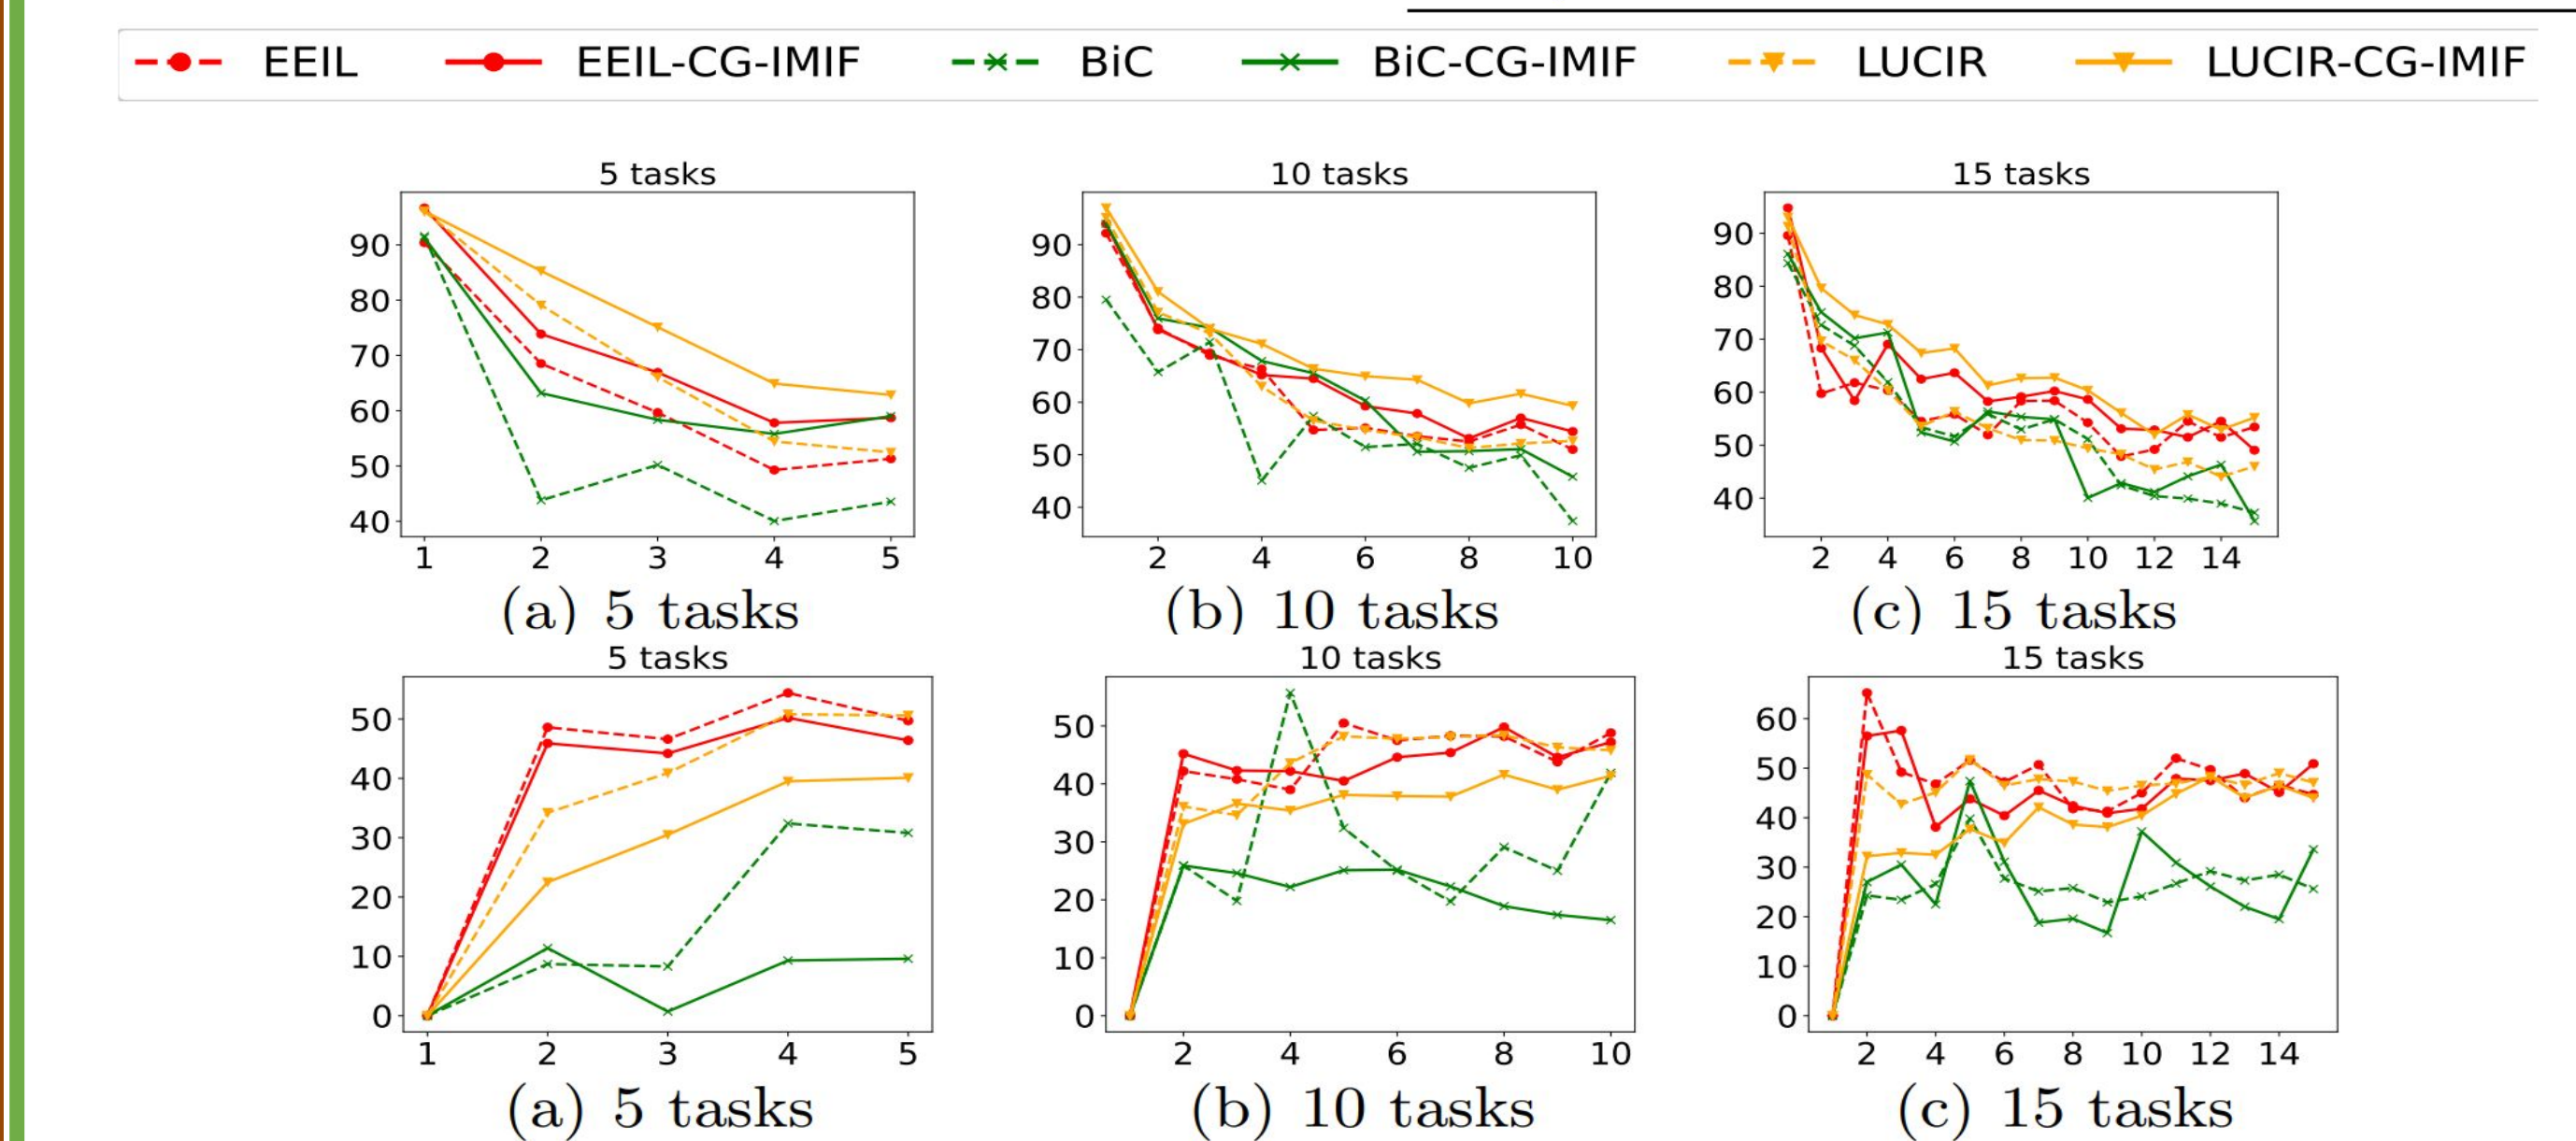 EEIL EEIL-CG-IMIF BiC BiC-CG-IMIF LUCIR LUCIR-CG-IMIF
5 tasks
90
80
70
60
50
40
1 2 3 4 5
(a) 5 tasks
10 tasks
90
80
70
60
50
40
2 4 6 8 10
(b) 10 tasks
15 tasks
90
80
70
60
50
40
2 4 6 8 10 12 14
(c) 15 tasks
5 tasks
50
40
30
20
10
0
1 2 3 4 5
(a) 5 tasks
10 tasks
50
40
30
20
10
0
2 4 6 8 10
(b) 10 tasks
15 tasks
60
50
40
30
20
10
0
2 4 6 8 10 12 14
(c) 15 tasks